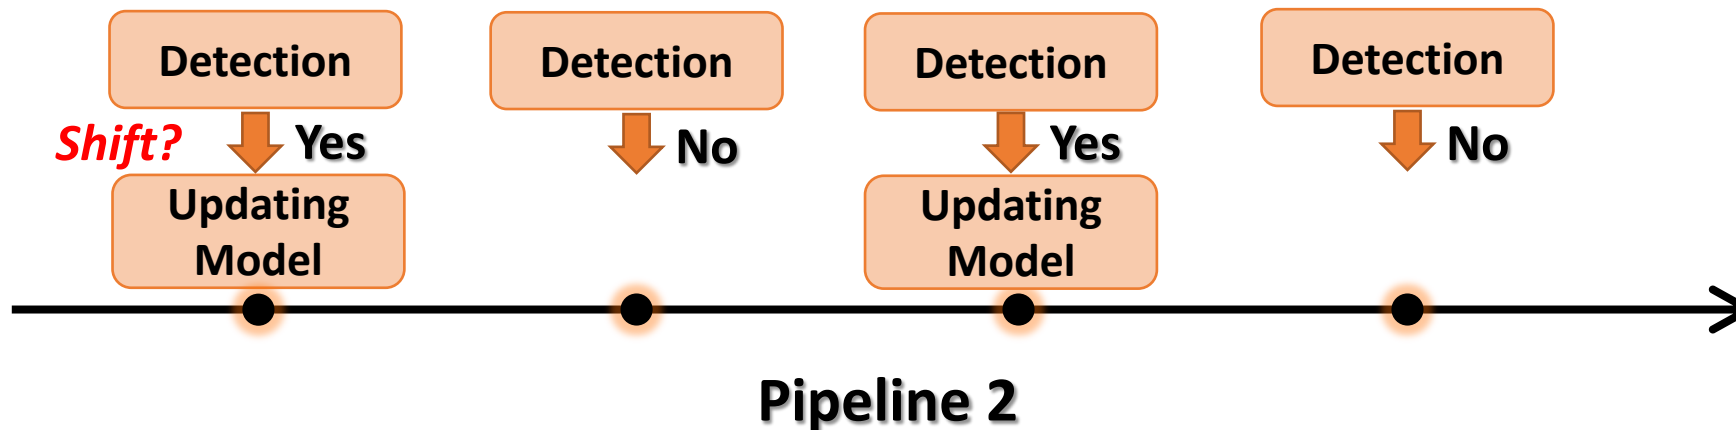 Detection
Detection
Detection
Detection
Shift?
Yes
No
Yes
No
Updating
Model
Updating
Model
Pipeline 2